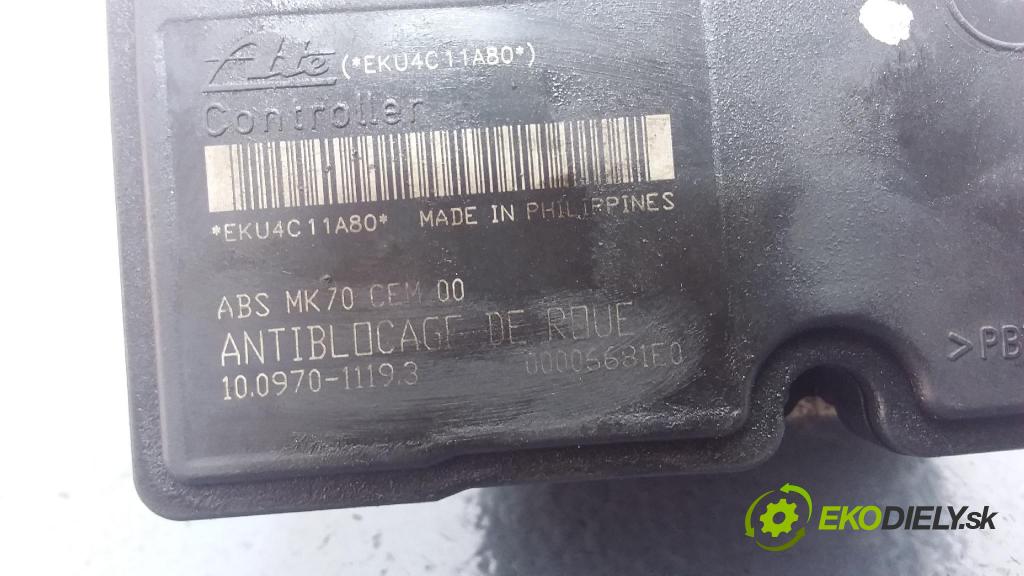 Ate (*EKU4C11A80*)
Controller
*EKU4C11A80* MADE IN PHILIPPINES
ABS MK70 CEM 00
ANTIBLOCAGE DE ROUE
10.0970-1119.3 00006681E0
>PB
EKODIELY.sk